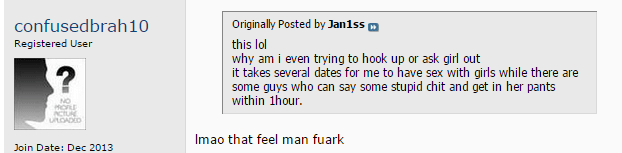 confusedbrah10
Registered User
NO
PROFILE
PICTURE
UPLOADED
Join Date: Dec 2013
Originally Posted by Jan1ss
this lol
why am i even trying to hook up or ask girl out
it takes several dates for me to have sex with girls while there are
some guys who can say some stupid chit and get in her pants
within 1hour.
lmao that feel man fuark